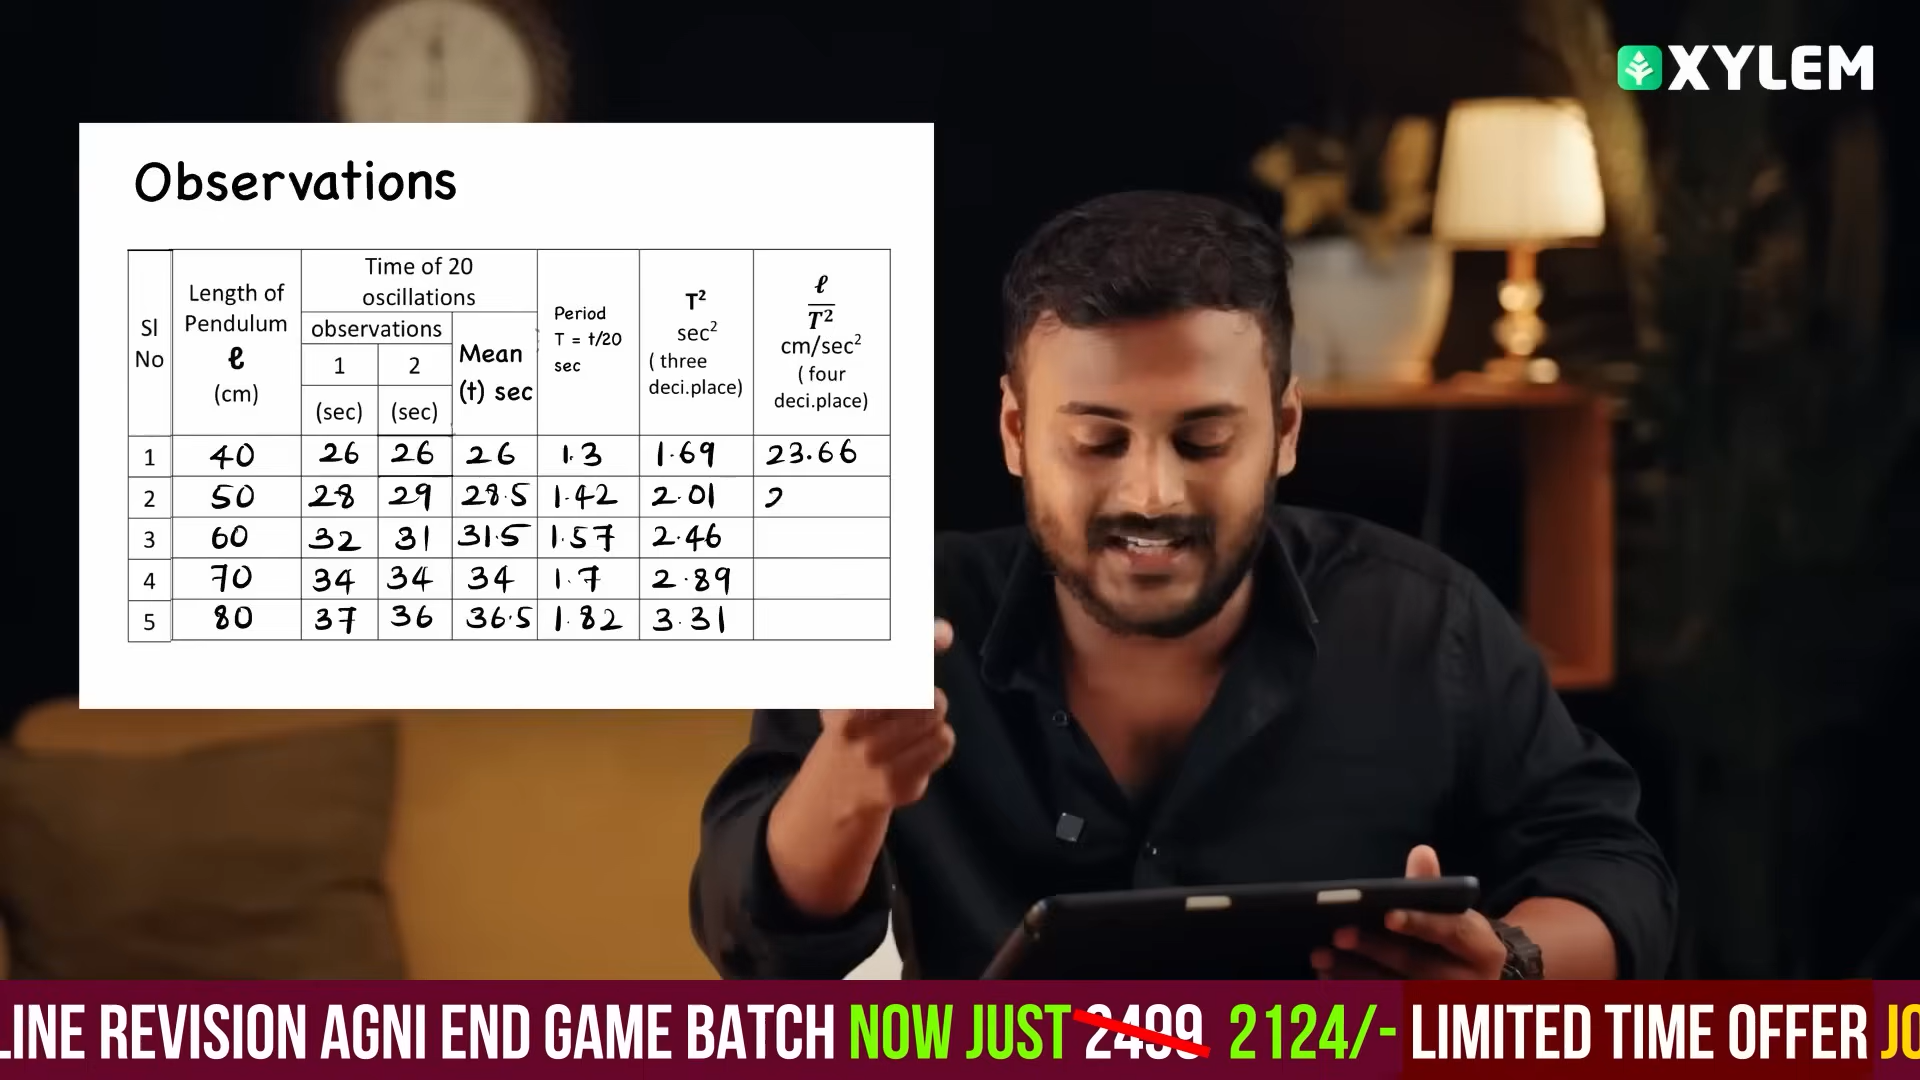 XYLEM
Observations
Sl No
Length of Pendulum ℓ (cm)
Time of 20 oscillations
observations
1
2
(sec)
(sec)
Mean (t) sec
Period T = t/20 sec
T² sec² ( three deci.place)
ℓ/T² cm/sec² ( four deci.place)
1 40 26 26 26 1.3 1.69 23.66
2 50 28 29 28.5 1.42 2.01 2
3 60 32 31 31.5 1.57 2.46
4 70 34 34 34 1.7 2.89
5 80 37 36 36.5 1.82 3.31
LINE REVISION AGNI END GAME BATCH NOW JUST 2499 2124/- LIMITED TIME OFFER JO